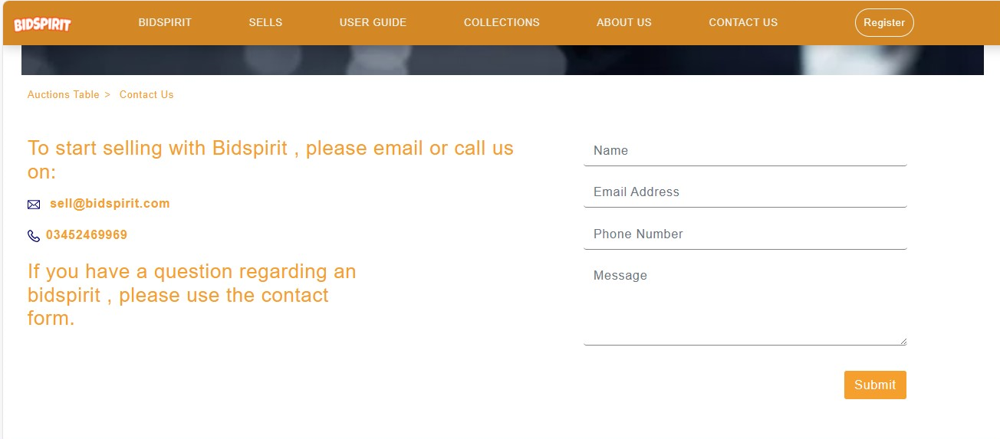 BIDSPIRIT
BIDSPIRIT
SELLS
USER GUIDE
COLLECTIONS
ABOUT US
CONTACT US
Register
Auctions Table > Contact Us
To start selling with Bidspirit , please email or call us
on:
sell@bidspirit.com
03452469969
If you have a question regarding an
bidspirit , please use the contact
form.
Name
Email Address
Phone Number
Message
Submit